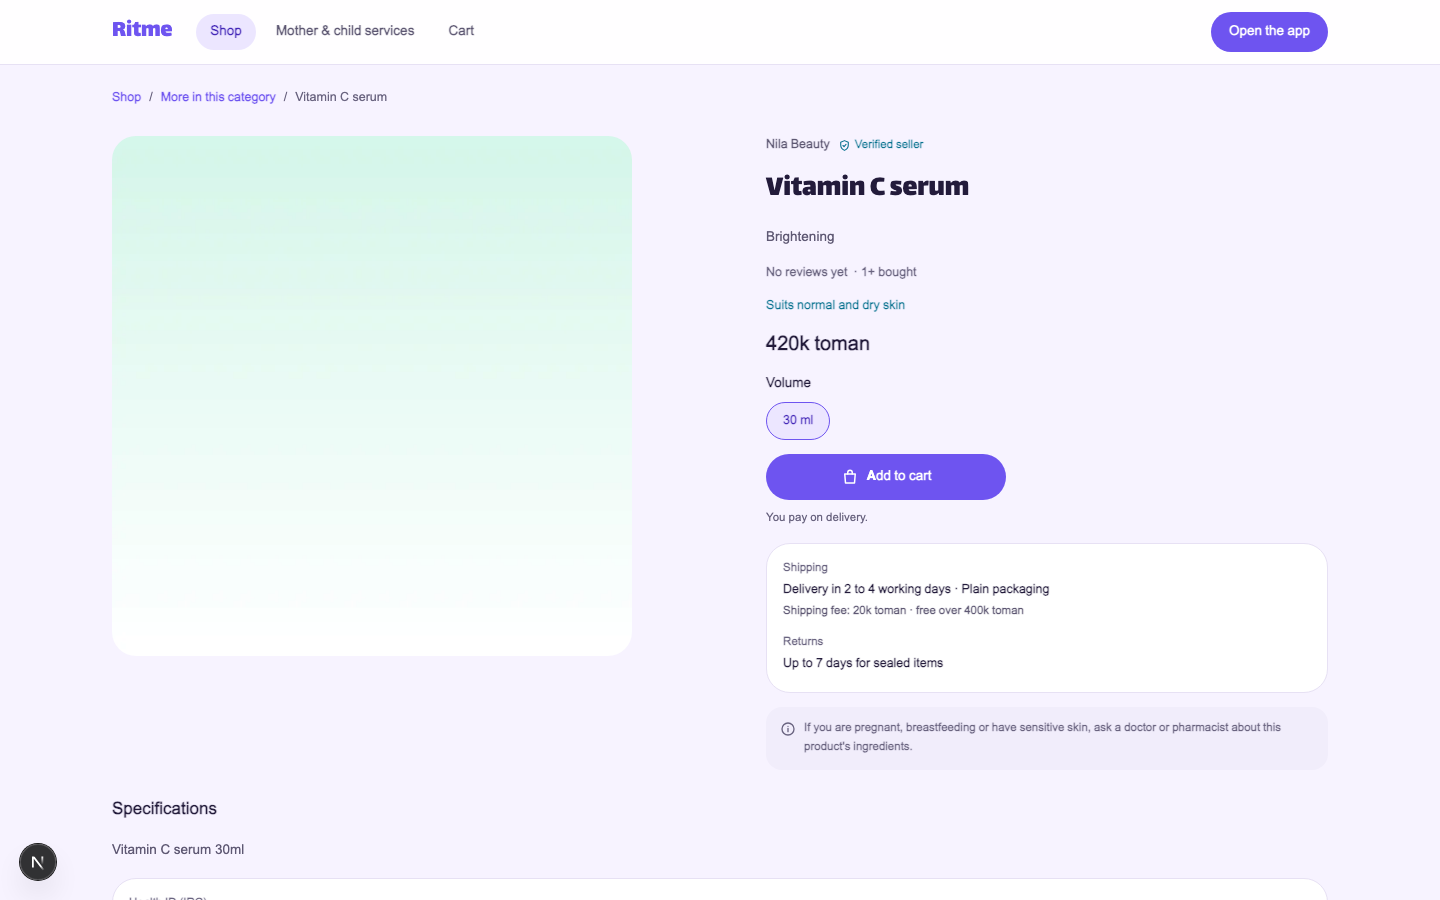 Ritme
Shop
Mother & child services
Cart
Open the app
Shop / More in this category / Vitamin C serum
Nila Beauty
Verified seller
Vitamin C serum
Brightening
No reviews yet · 1+ bought
Suits normal and dry skin
420k toman
Volume
30 ml
Add to cart
You pay on delivery.
Shipping
Delivery in 2 to 4 working days · Plain packaging
Shipping fee: 20k toman · free over 400k toman
Returns
Up to 7 days for sealed items
If you are pregnant, breastfeeding or have sensitive skin, ask a doctor or pharmacist about this
product's ingredients.
Specifications
Vitamin C serum 30ml
N